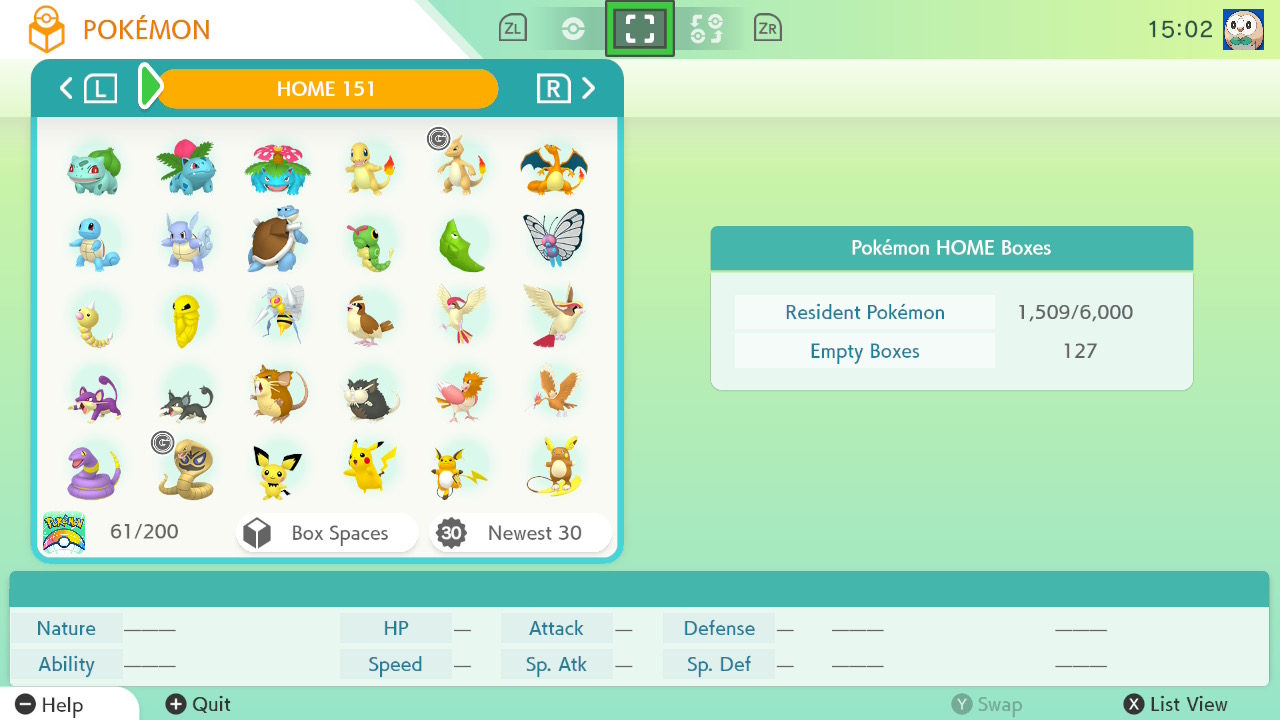 POKÉMON
ZL
ZR
15:02
L
HOME 151
R
G
G
Pokémon HOME Boxes
Resident Pokémon 1,509/6,000
Empty Boxes 127
POKÉMON
61/200
Box Spaces
30 Newest 30
Nature ——— HP — Attack — Defense — ——— ———
Ability ——— Speed — Sp. Atk — Sp. Def — ——— ———
Help
Quit
Y Swap
X List View